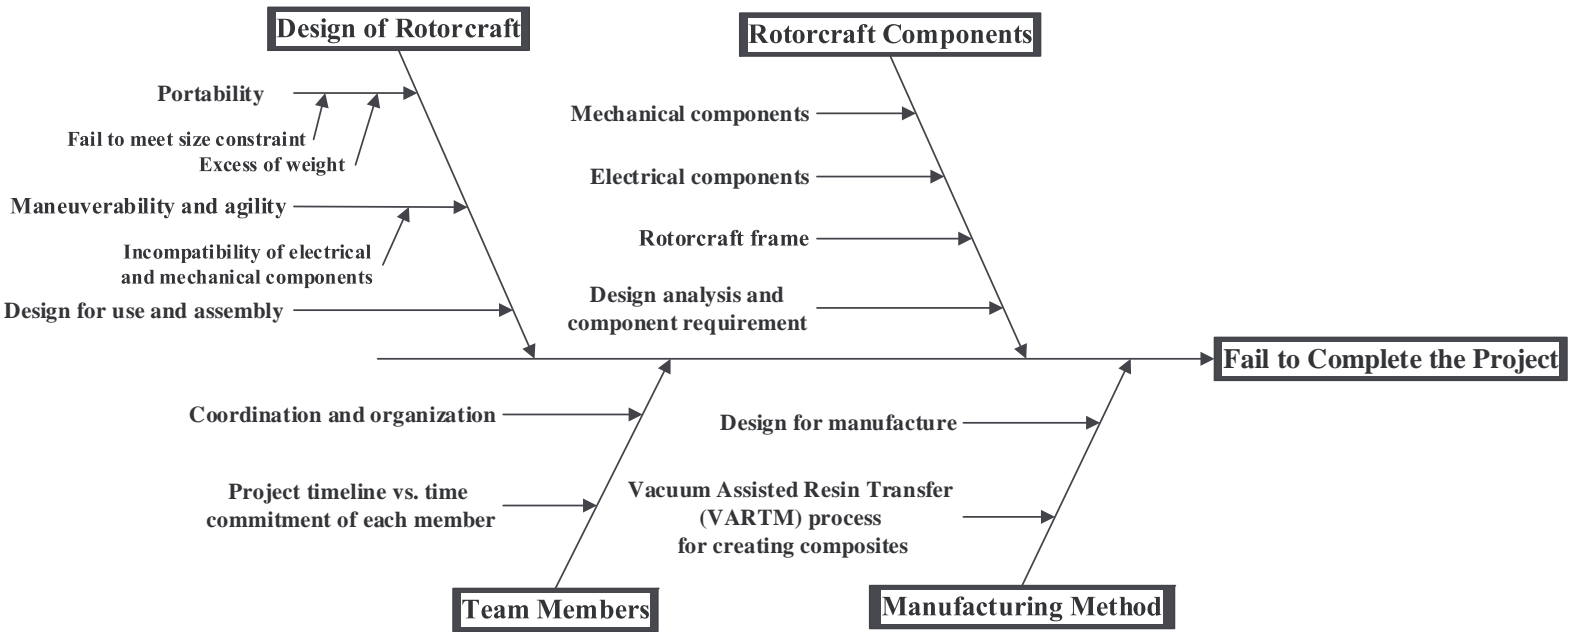 Design of Rotorcraft
Rotorcraft Components
Portability
Fail to meet size constraint
Excess of weight
Maneuverability and agility
Incompatibility of electrical
and mechanical components
Design for use and assembly
Mechanical components
Electrical components
Rotorcraft frame
Design analysis and
component requirement
Fail to Complete the Project
Coordination and organization
Project timeline vs. time
commitment of each member
Design for manufacture
Vacuum Assisted Resin Transfer
(VARTM) process
for creating composites
Team Members
Manufacturing Method